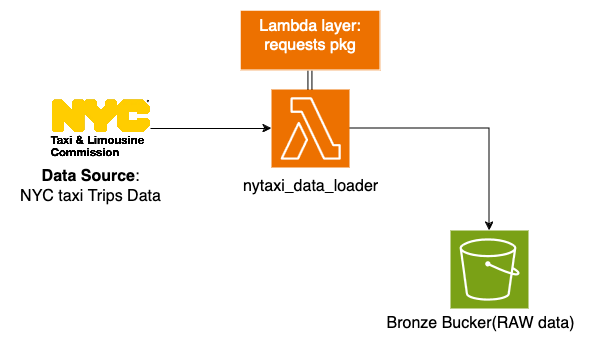 Lambda layer:
requests pkg
NYC
Taxi & Limousine
Commission
Data Source:
NYC taxi Trips Data
nytaxi_data_loader
Bronze Bucker(RAW data)